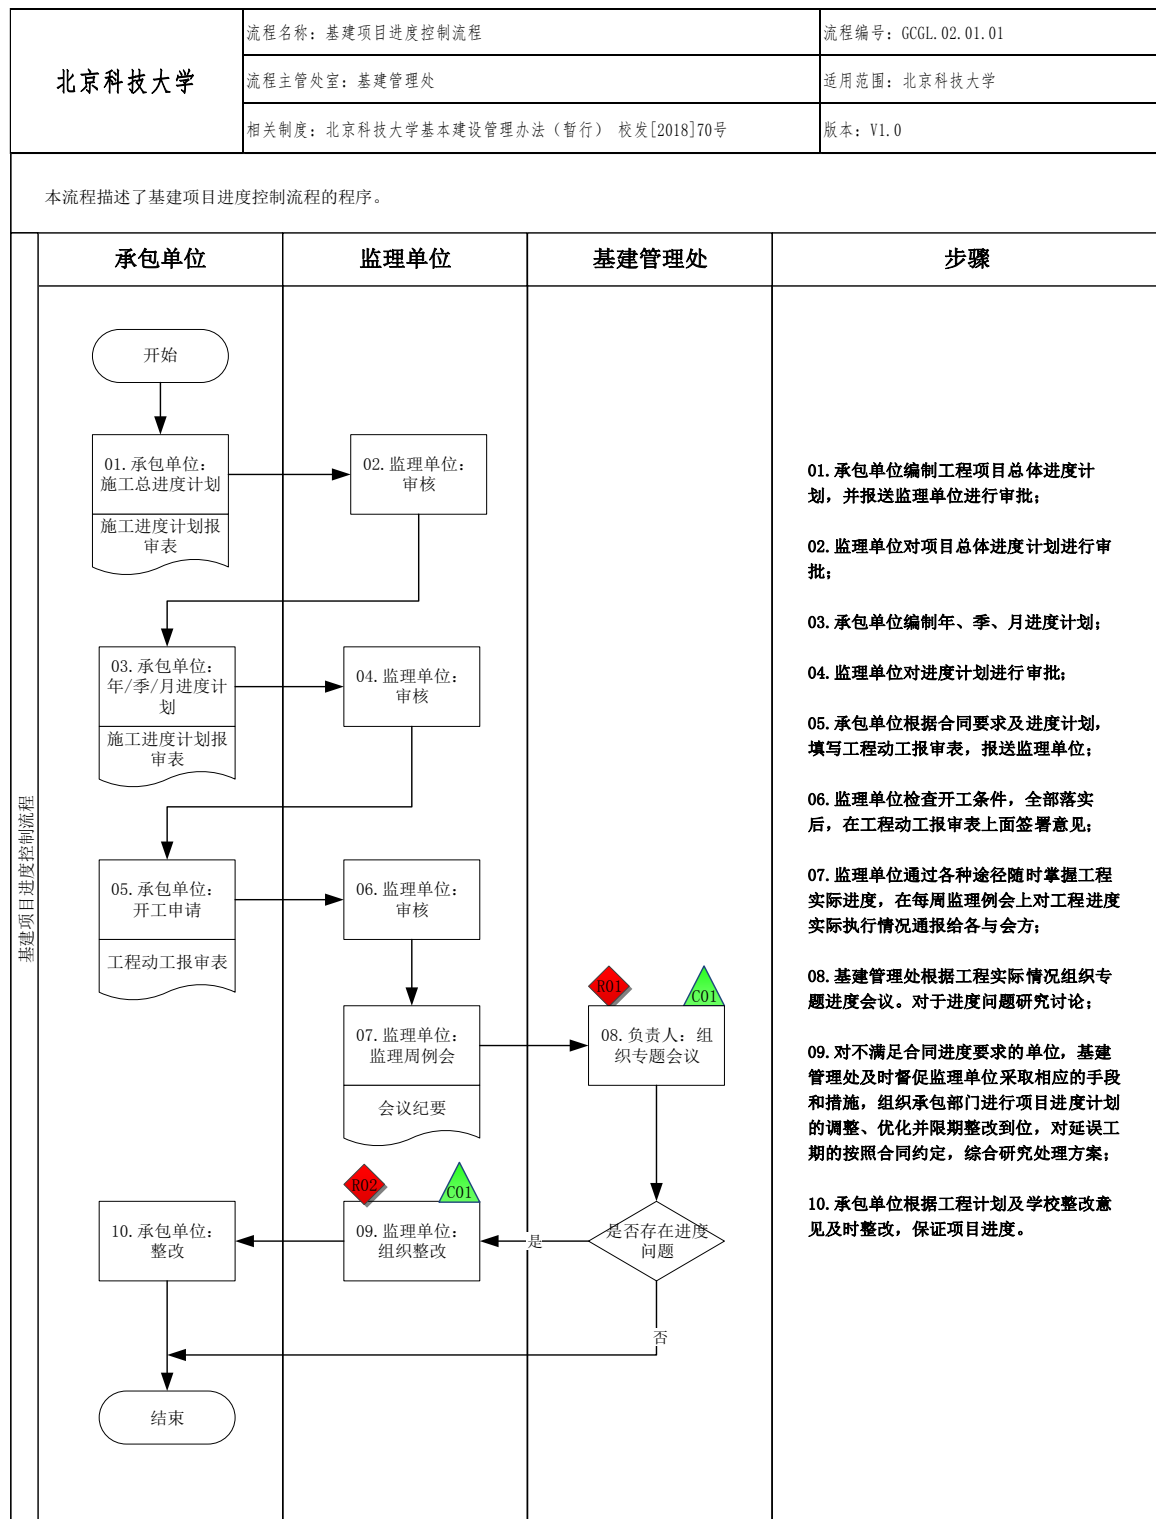 北京科技大学
流程名称：基建项目进度控制流程
流程编号：GCGL.02.01.01
流程主管处室：基建管理处
适用范围：北京科技大学
相关制度：北京科技大学基本建设管理办法（暂行） 校发[2018]70号
版本：V1.0
本流程描述了基建项目进度控制流程的程序。
基建项目进度控制流程
承包单位
监理单位
基建管理处
步骤
开始
01.承包单位：
施工总进度计划
施工进度计划报
审表
02.监理单位：
审核
03.承包单位：
年/季/月进度计
划
施工进度计划报
审表
04.监理单位：
审核
05.承包单位：
开工申请
工程动工报审表
06.监理单位：
审核
07.监理单位：
监理周例会
会议纪要
R01
C01
08.负责人：组
织专题会议
是否存在进度
问题
是
否
R02
C01
09.监理单位：
组织整改
10.承包单位：
整改
结束
01.承包单位编制工程项目总体进度计
划，并报送监理单位进行审批；
02.监理单位对项目总体进度计划进行审
批；
03.承包单位编制年、季、月进度计划；
04.监理单位对进度计划进行审批；
05.承包单位根据合同要求及进度计划，
填写工程动工报审表，报送监理单位；
06.监理单位检查开工条件，全部落实
后，在工程动工报审表上面签署意见；
07.监理单位通过各种途径随时掌握工程
实际进度，在每周监理例会上对工程进度
实际执行情况通报给各与会方；
08.基建管理处根据工程实际情况组织专
题进度会议。对于进度问题研究讨论；
09.对不满足合同进度要求的单位，基建
管理处及时督促监理单位采取相应的手段
和措施，组织承包部门进行项目进度计划
的调整、优化并限期整改到位，对延误工
期的按照合同约定，综合研究处理方案；
10.承包单位根据工程计划及学校整改意
见及时整改，保证项目进度。